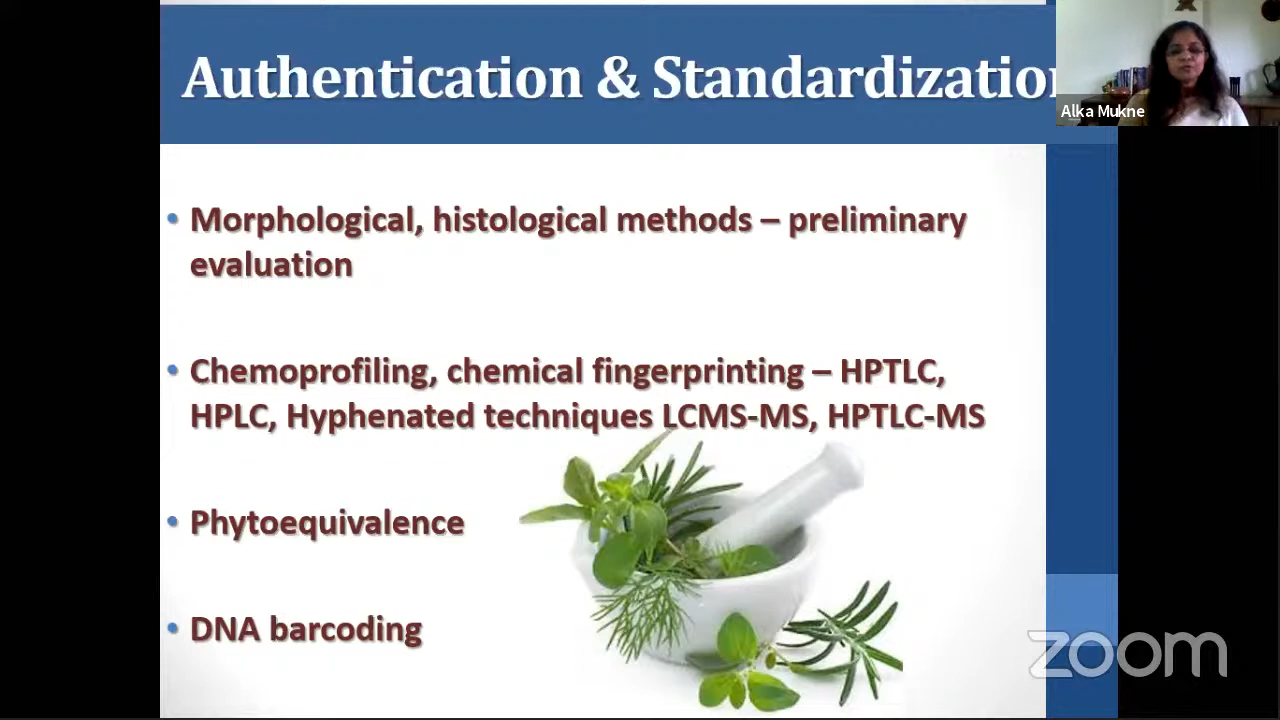 Authentication & Standardization
Alka Mukne
• Morphological, histological methods – preliminary
evaluation
• Chemoprofiling, chemical fingerprinting – HPTLC,
HPLC, Hyphenated techniques LCMS-MS, HPTLC-MS
• Phytoequivalence
• DNA barcoding
zoom